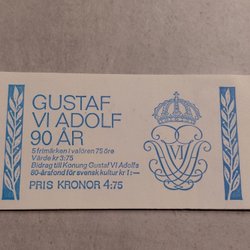 GUSTAF
VI ADOLF
90 ÅR
5 frimärken i valören 75 öre
Värde kr 3:75
Bidrag till Konung Gustaf VI Adolfs
90-årsfond för svensk kultur kr 1:—
PRIS KRONOR 4:75